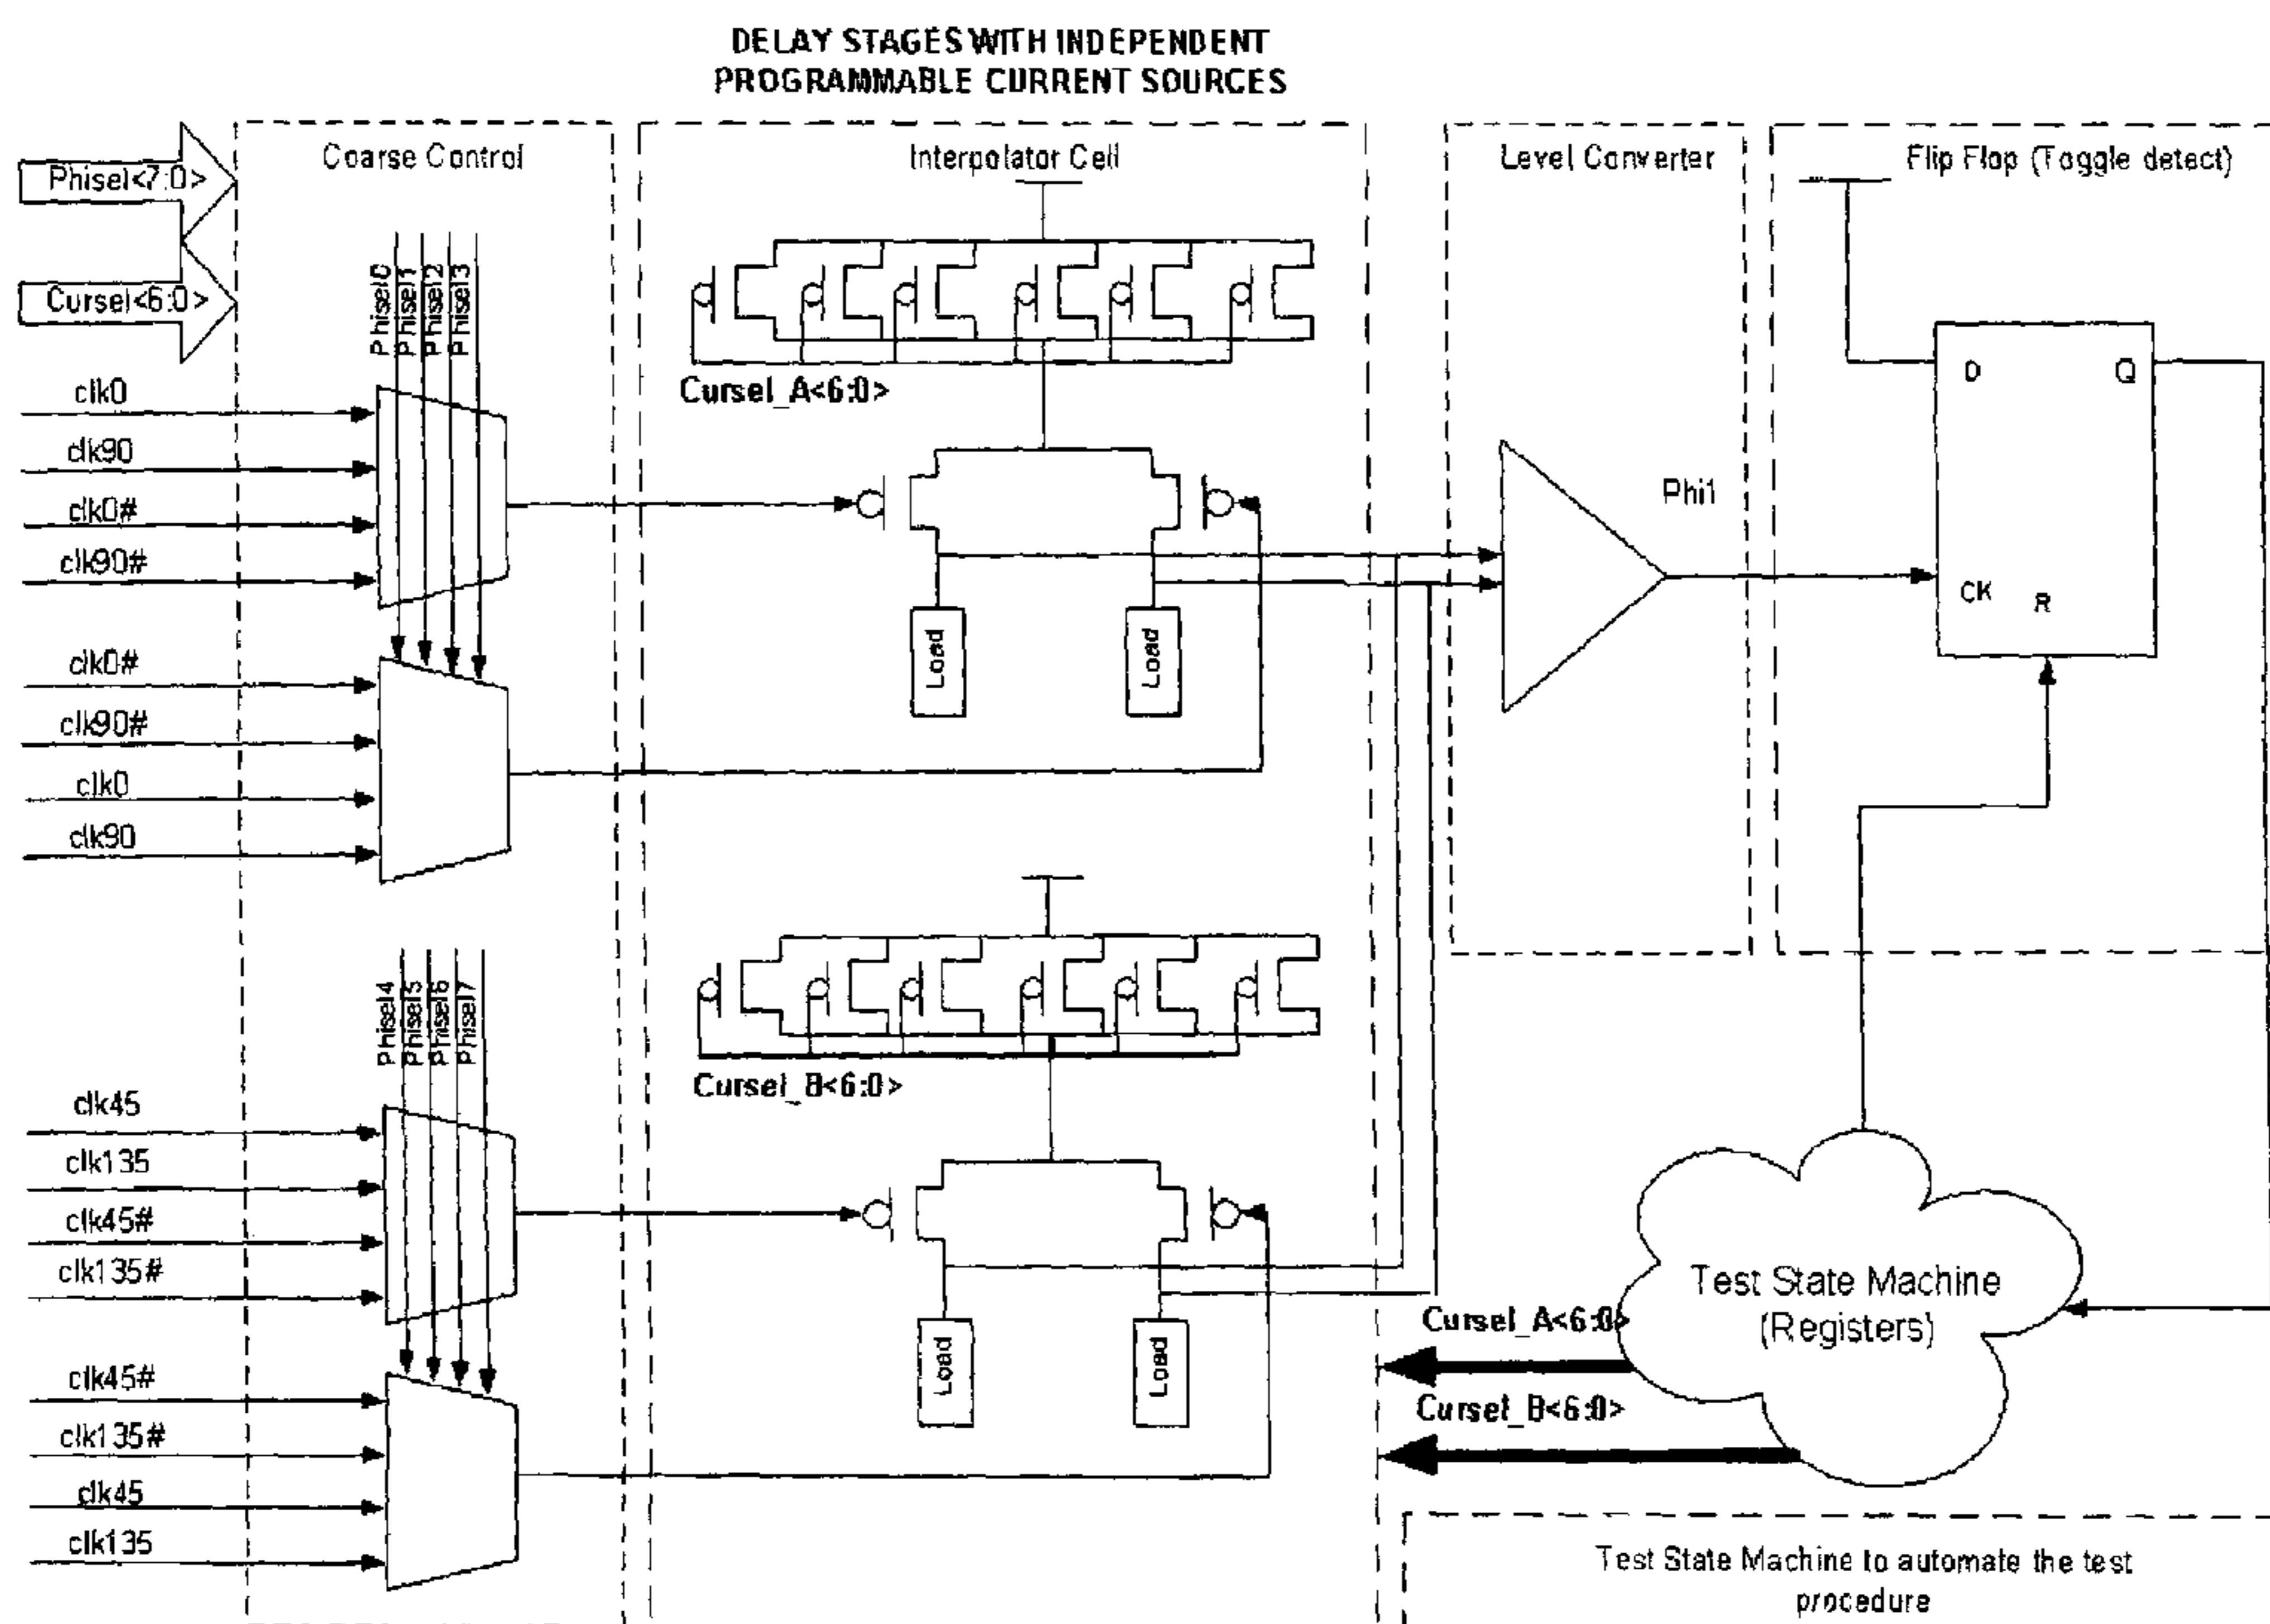 DELAY STAGES WITH INDEPENDENT
PROGRAMMABLE CURRENT SOURCES
Coarse Control
Interpolator Cell
Level Converter
Flip Flop (Toggle detect)
Phisel<7:0>
Cursel<6:0>
Phisel0
Phisel1
Phisel2
Phisel3
Cursel_A<6:0>
clk0
clk90
clk0#
clk90#
D
Q
Phi1
CK
R
Load
Load
clk0#
clk90#
clk0
clk90
Phisel4
Phisel5
Phisel6
Phisel7
Cursel_B<6:0>
clk45
clk135
clk45#
clk135#
Load
Load
Test State Machine
(Registers)
Cursel_A<6:0>
Cursel_B<6:0>
clk45#
clk135#
clk45
clk135
Test State Machine to automate the test
procedure